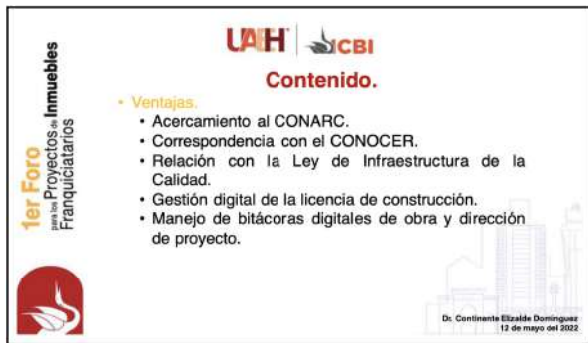 UAEH
ICBI
Contenido.
1er Foro
para los Proyectos de Inmuebles
Franquiciatarios
• Ventajas.
• Acercamiento al CONARC.
• Correspondencia con el CONOCER.
• Relación con la Ley de Infraestructura de la
Calidad.
• Gestión digital de la licencia de construcción.
• Manejo de bitácoras digitales de obra y dirección
de proyecto.
Dr. Continente Elizalde Domínguez
12 de mayo del 2022